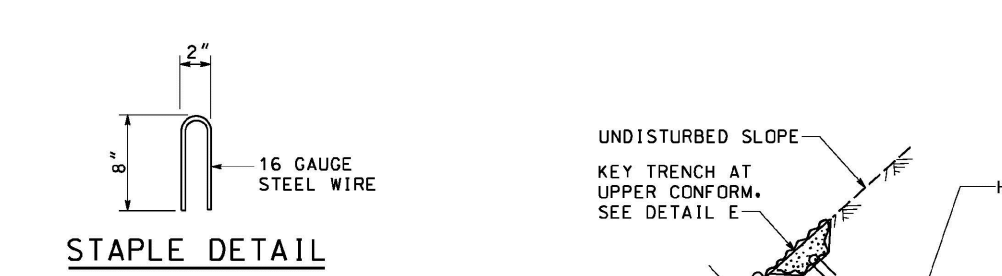 2"
8"
16 GAUGE
STEEL WIRE
STAPLE DETAIL
UNDISTURBED SLOPE
KEY TRENCH AT
UPPER CONFORM.
SEE DETAIL E
H